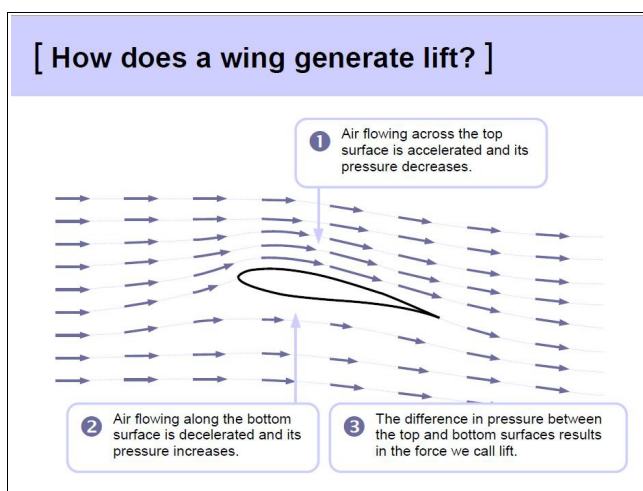 [ How does a wing generate lift? ]
1 Air flowing across the top
surface is accelerated and its
pressure decreases.
2 Air flowing along the bottom
surface is decelerated and its
pressure increases.
3 The difference in pressure between
the top and bottom surfaces results
in the force we call lift.